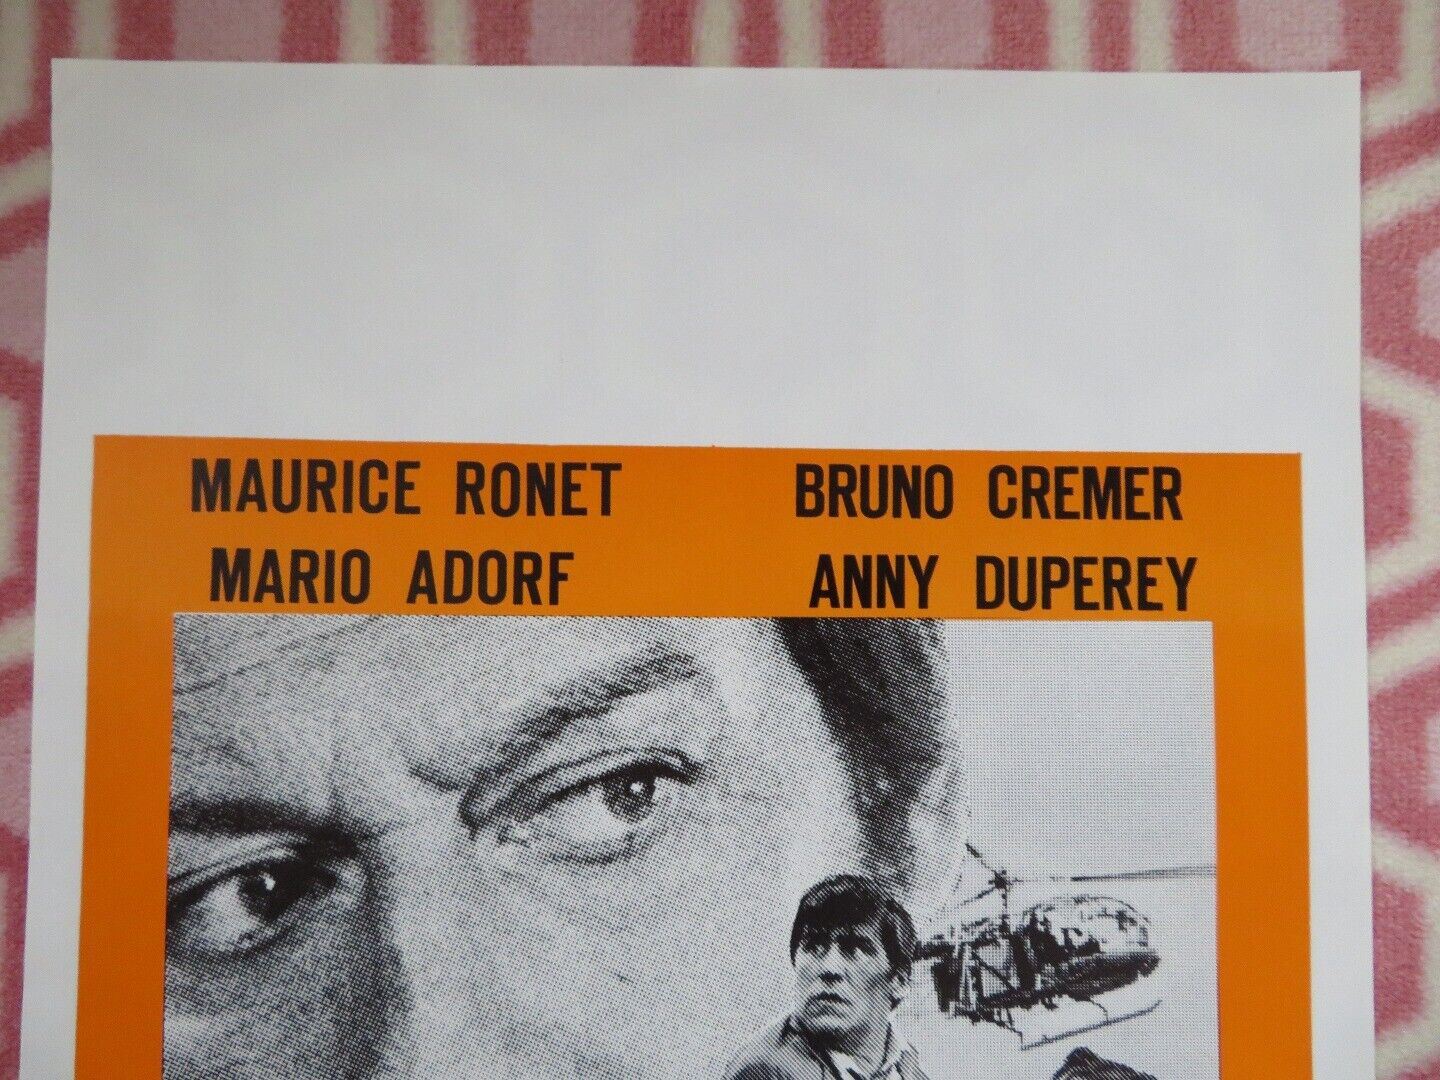 MAURICE RONET BRUNO CREMER
MARIO ADORF ANNY DUPEREY